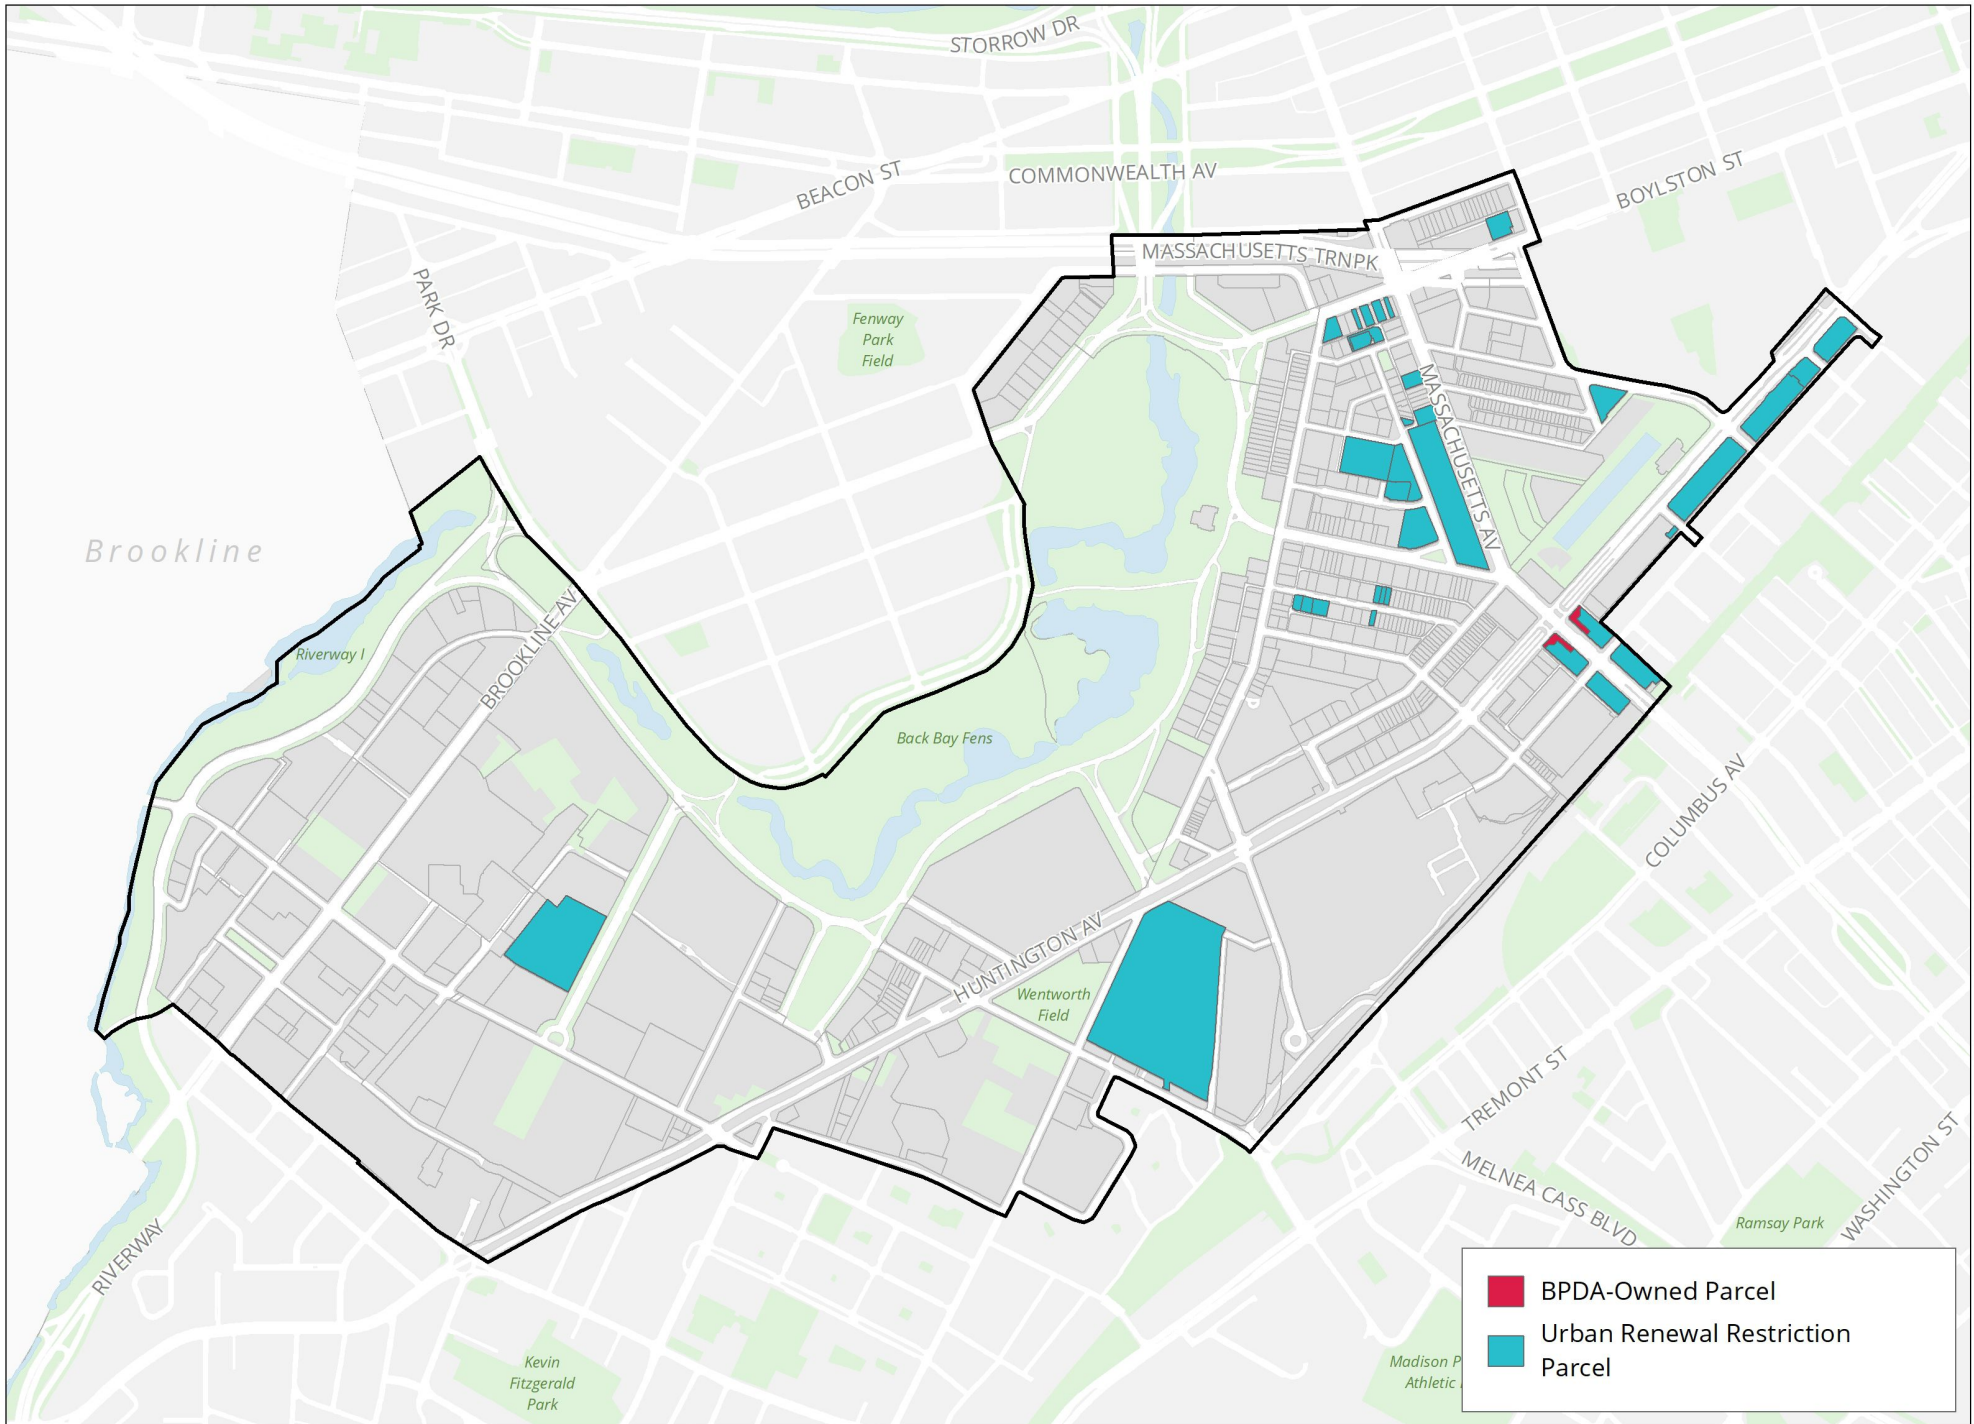 STORROW DR
BEACON ST
COMMONWEALTH AV
BOYLSTON ST
MASSACHUSETTS TRNPK
PARK DR
Fenway
Park
Field
MASSACHUSETTS AV
Brookline
BROOKLINE AV
Riverway I
Back Bay Fens
COLUMBUS AV
HUNTINGTON AV
Wentworth
Field
TREMONT ST
MELNEA CASS BLVD
WASHINGTON ST
Ramsay Park
RIVERWAY
Kevin
Fitzgerald
Park
Madison P
Athletic
BPDA-Owned Parcel
Urban Renewal Restriction
Parcel